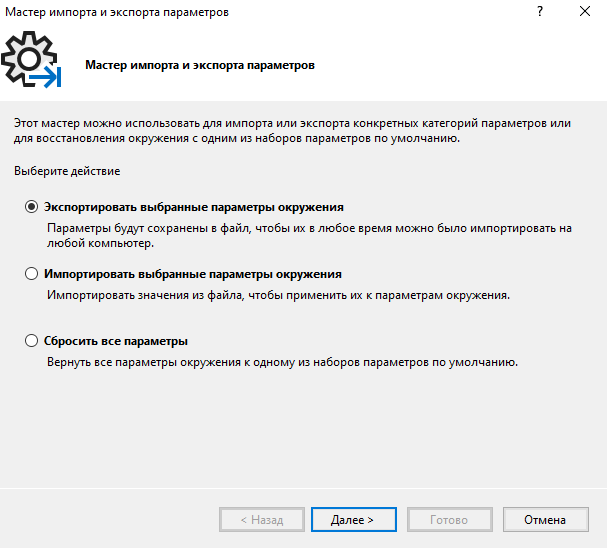 Мастер импорта и экспорта параметров
?
Мастер импорта и экспорта параметров
Этот мастер можно использовать для импорта или экспорта конкретных категорий параметров или
для восстановления окружения с одним из наборов параметров по умолчанию.
Выберите действие
Экспортировать выбранные параметры окружения
Параметры будут сохранены в файл, чтобы их в любое время можно было импортировать на
любой компьютер.
Импортировать выбранные параметры окружения
Импортировать значения из файла, чтобы применить их к параметрам окружения.
Сбросить все параметры
Вернуть все параметры окружения к одному из наборов параметров по умолчанию.
< Назад
Далее >
Готово
Отмена